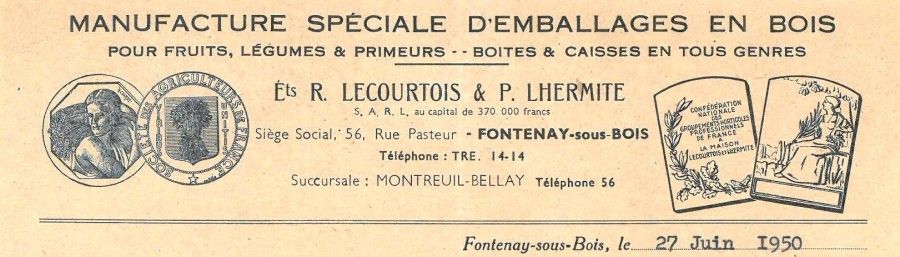 MANUFACTURE SPÉCIALE D'EMBALLAGES EN BOIS
POUR FRUITS, LÉGUMES & PRIMEURS -- BOITES & CAISSES EN TOUS GENRES
SOCIÉTÉ DES AGRICULTEURS DE FRANCE
Éts R. LECOURTOIS & P. LHERMITE
S. A. R. L. au capital de 370.000 francs
Siège Social, 56, Rue Pasteur - FONTENAY-sous-BOIS
Téléphone : TRE. 14-14
Succursale : MONTREUIL-BELLAY Téléphone 56
CONFÉDÉRATION
NATIONALE
DES
GROUPEMENTS HORTICOLES
PROFESSIONNELS
DE FRANCE
A
LA MAISON
LECOURTOIS ET LHERMITE
Fontenay-sous-Bois, le 27 Juin I950